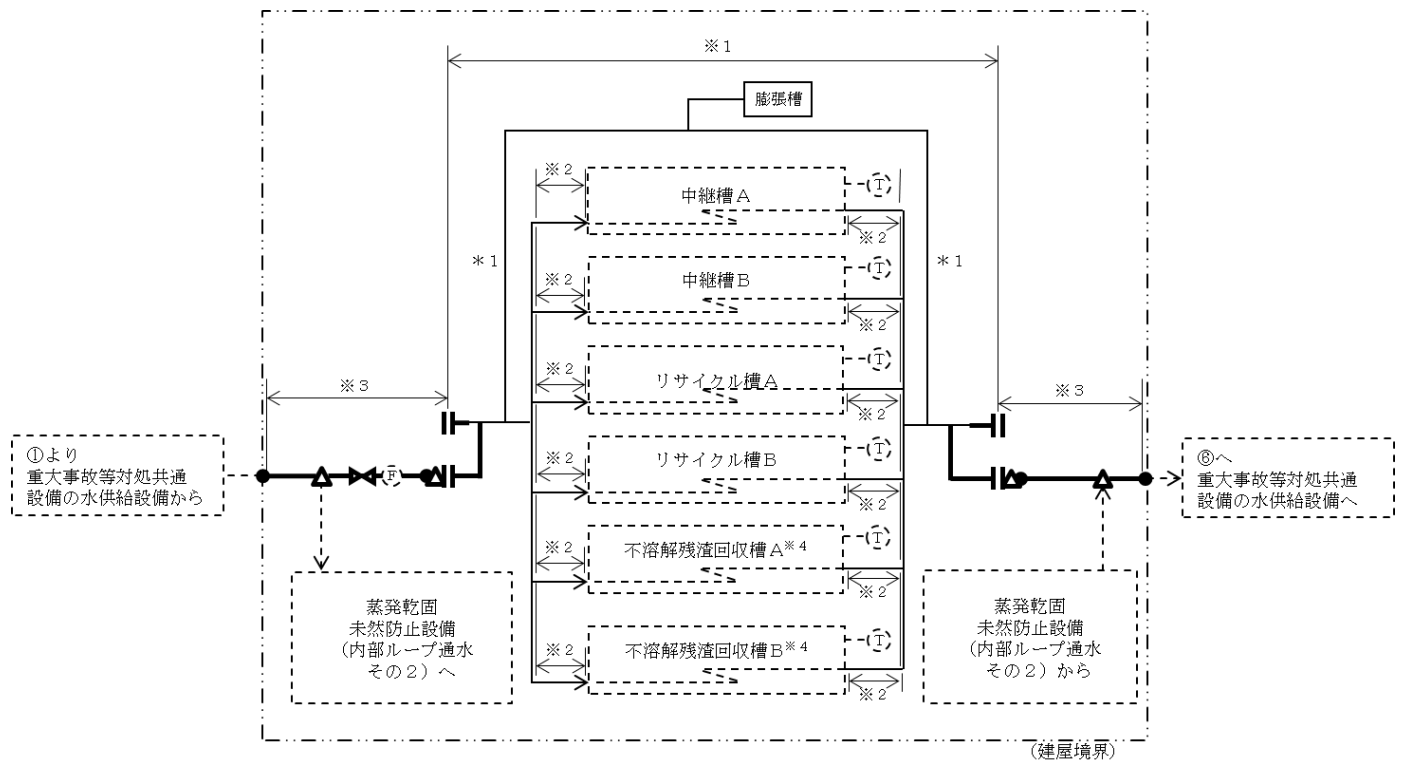 ※1
膨張槽
※2
中継槽A
T
※2
*1
*1
※2
中継槽B
T
※2
※2
リサイクル槽A
T
※2
※3
※3
※2
リサイクル槽B
T
※2
①より
重大事故等対処共通
設備の水供給設備から
F
⑥へ
重大事故等対処共通
設備の水供給設備へ
※2
不溶解残渣回収槽A※4
T
※2
蒸発乾固
未然防止設備
(内部ループ通水
その2)へ
蒸発乾固
未然防止設備
(内部ループ通水
その2)から
※2
不溶解残渣回収槽B※4
T
※2
(建屋境界)